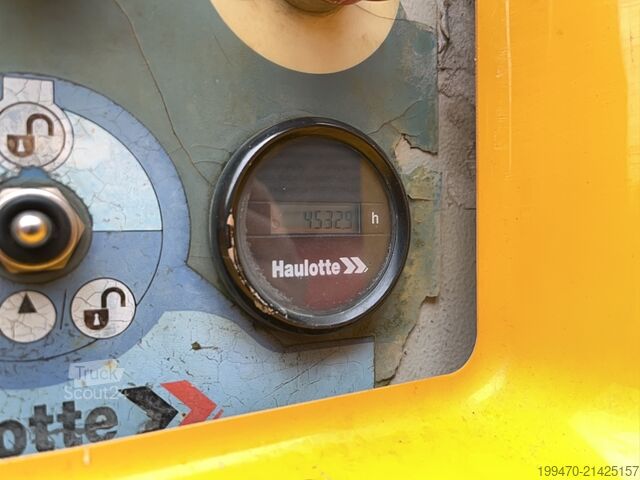 45329 h
Haulotte
Truck
Scout24
otte
199470-21425157